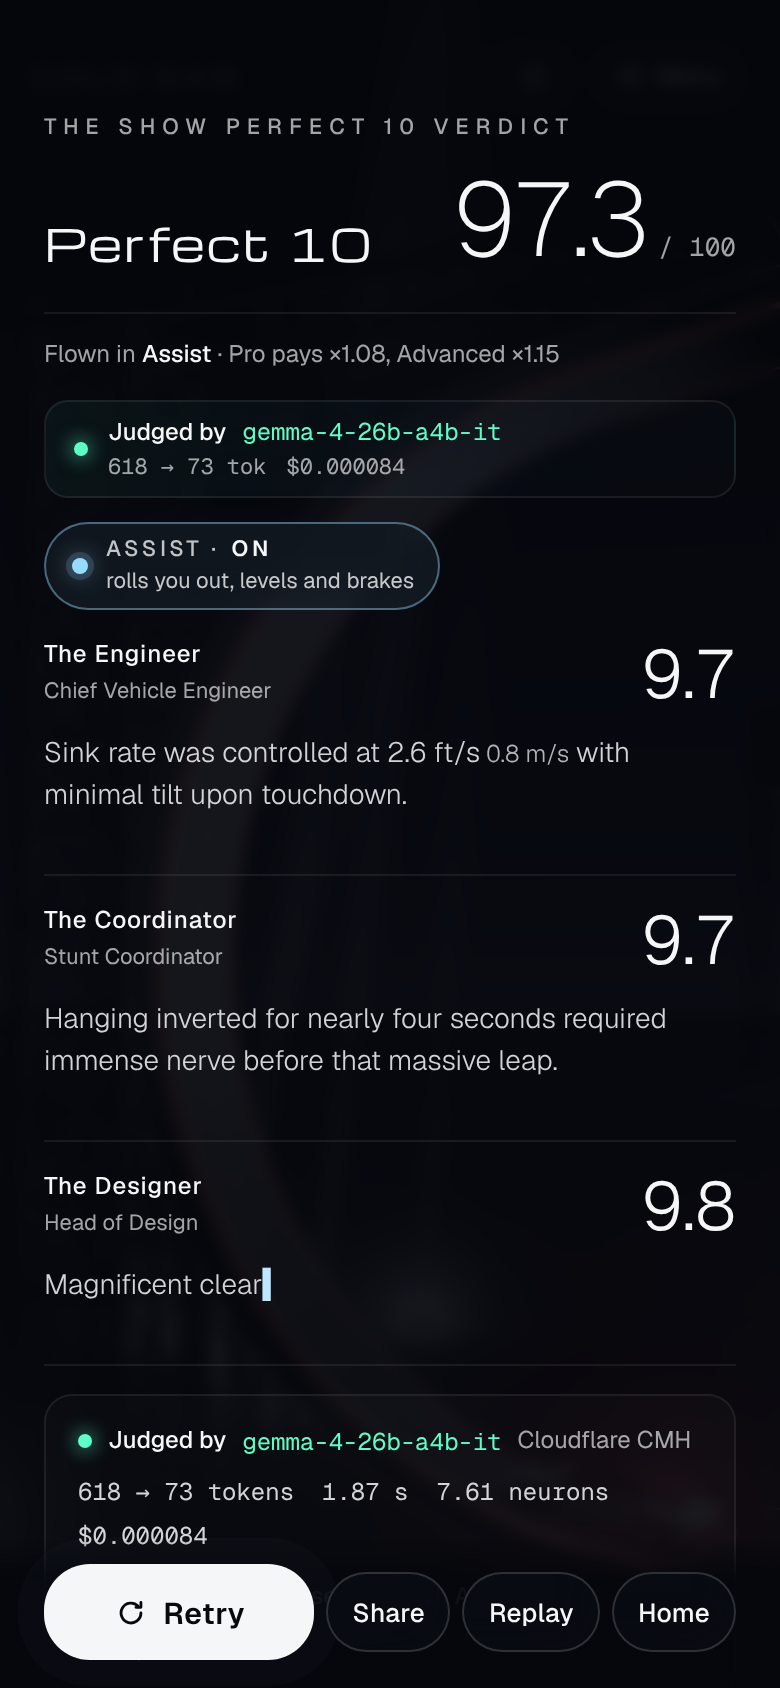 THE SHOW PERFECT 10 VERDICT
Perfect 10 97.3 / 100
Flown in Assist · Pro pays ×1.08, Advanced ×1.15
Judged by gemma-4-26b-a4b-it
618 → 73 tok $0.000084
ASSIST · ON
rolls you out, levels and brakes
The Engineer 9.7
Chief Vehicle Engineer
Sink rate was controlled at 2.6 ft/s 0.8 m/s with
minimal tilt upon touchdown.
The Coordinator 9.7
Stunt Coordinator
Hanging inverted for nearly four seconds required
immense nerve before that massive leap.
The Designer 9.8
Head of Design
Magnificent clear
Judged by gemma-4-26b-a4b-it Cloudflare CMH
618 → 73 tokens 1.87 s 7.61 neurons
$0.000084
Retry Share Replay Home